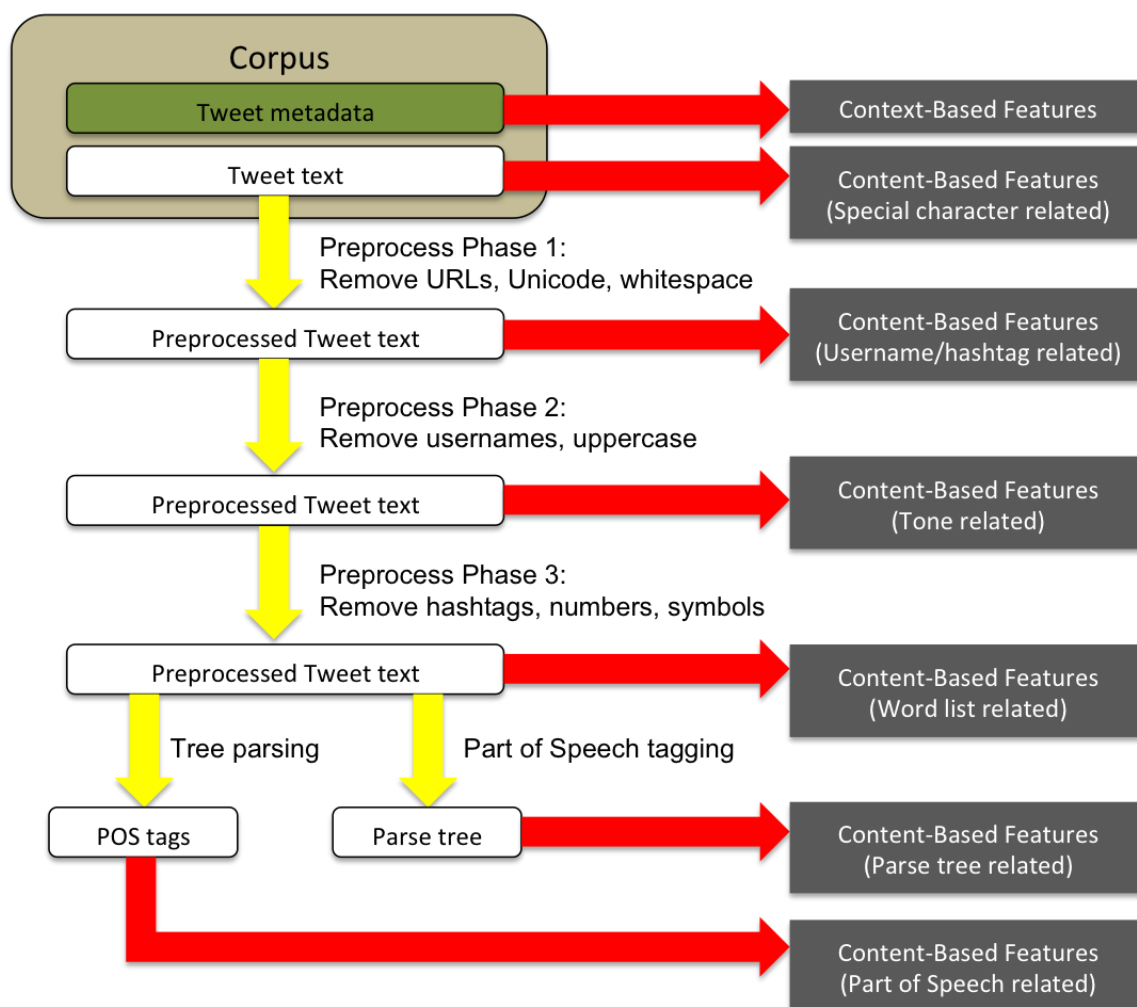 Corpus
Tweet metadata
Context-Based Features
Tweet text
Content-Based Features
(Special character related)
Preprocess Phase 1:
Remove URLs, Unicode, whitespace
Preprocessed Tweet text
Content-Based Features
(Username/hashtag related)
Preprocess Phase 2:
Remove usernames, uppercase
Preprocessed Tweet text
Content-Based Features
(Tone related)
Preprocess Phase 3:
Remove hashtags, numbers, symbols
Preprocessed Tweet text
Content-Based Features
(Word list related)
Tree parsing
Part of Speech tagging
POS tags
Parse tree
Content-Based Features
(Parse tree related)
Content-Based Features
(Part of Speech related)